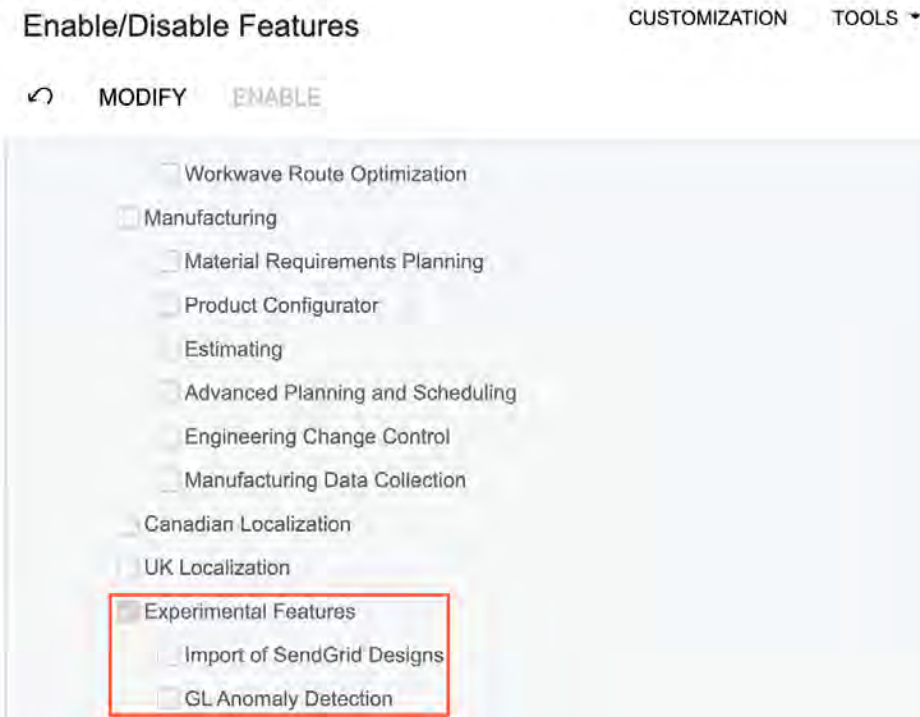 Enable/Disable Features
CUSTOMIZATION TOOLS
MODIFY ENABLE
Workwave Route Optimization
Manufacturing
Material Requirements Planning
Product Configurator
Estimating
Advanced Planning and Scheduling
Engineering Change Control
Manufacturing Data Collection
Canadian Localization
UK Localization
Experimental Features
Import of SendGrid Designs
GL Anomaly Detection